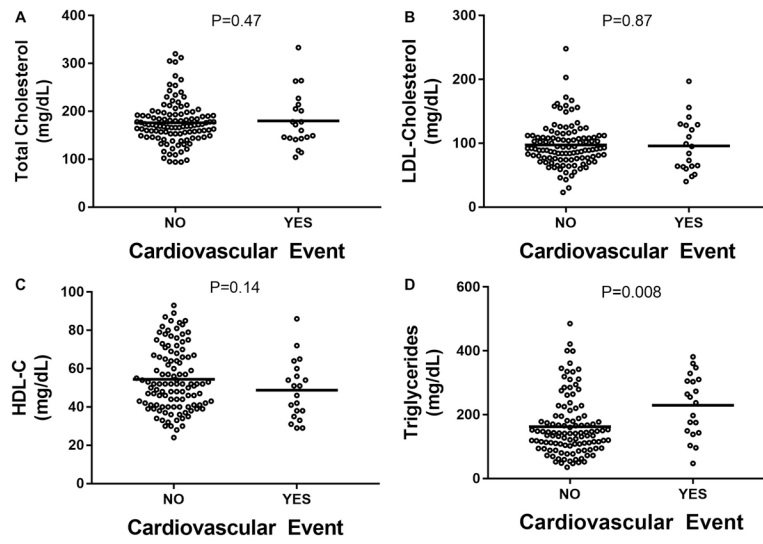 A
P=0.47
Total Cholesterol
(mg/dL)
400
300
200
100
0
NO
YES
Cardiovascular Event
B
P=0.87
LDL-Cholesterol
(mg/dL)
300
200
100
0
NO
YES
Cardiovascular Event
C
P=0.14
HDL-C
(mg/dL)
100
80
60
40
20
0
NO
YES
Cardiovascular Event
D
P=0.008
Triglycerides
(mg/dL)
600
400
200
0
NO
YES
Cardiovascular Event